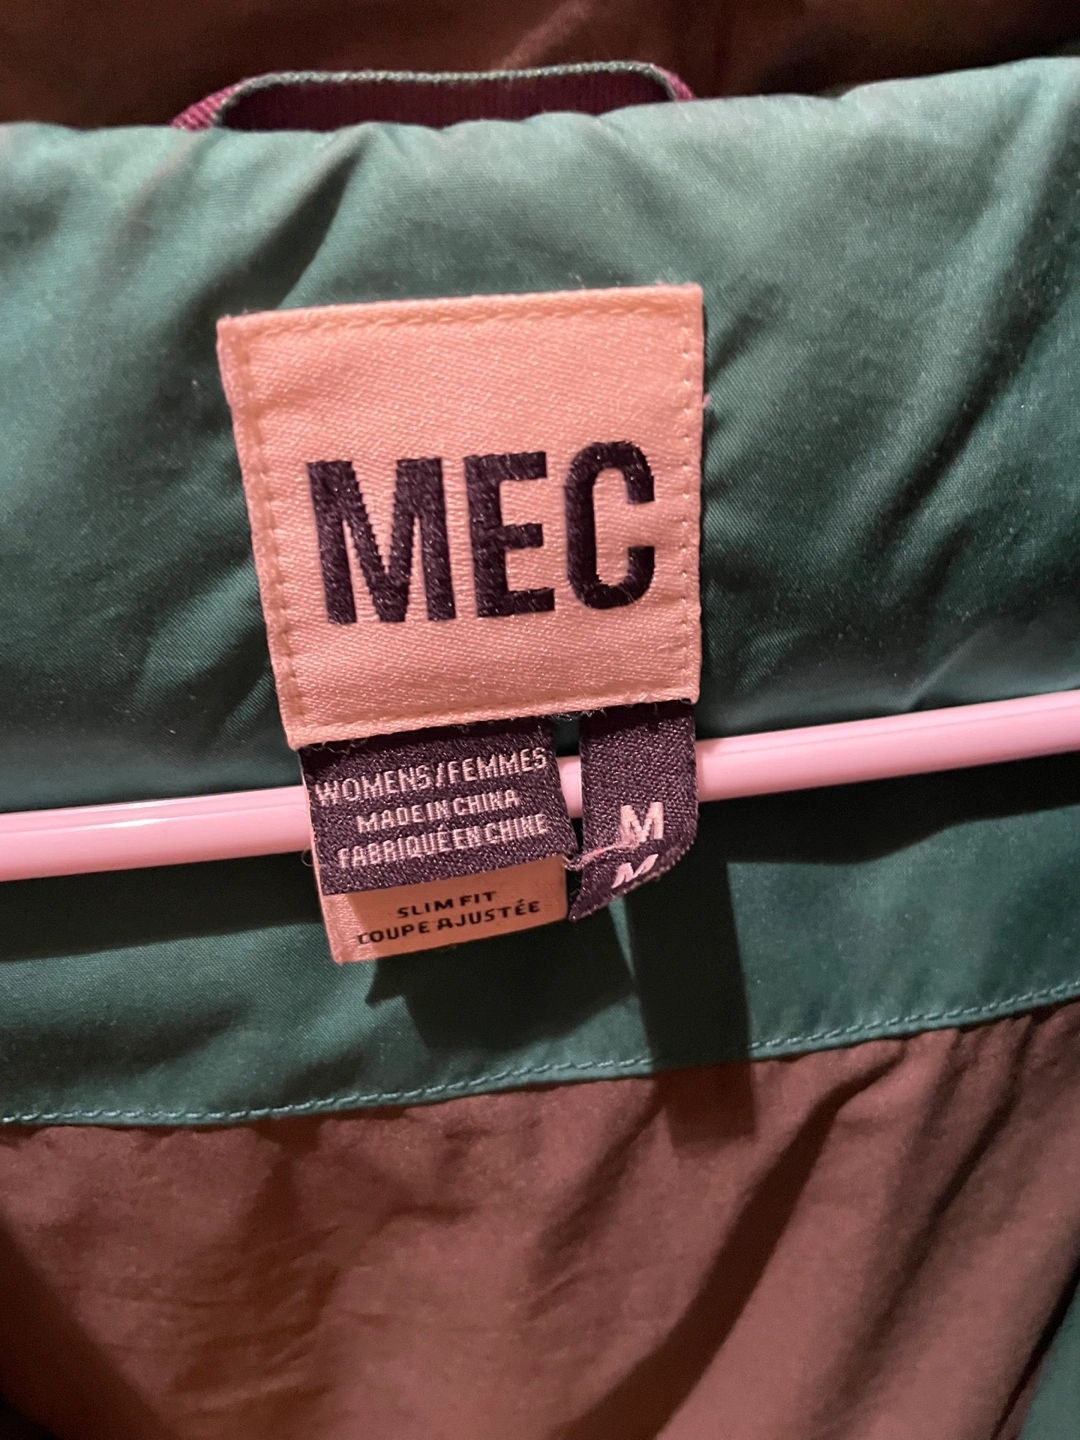 MEC
WOMENS/FEMMES
MADE IN CHINA
FABRIQUÉ EN CHINE
SLIM FIT
COUPE AJUSTÉE
M
M